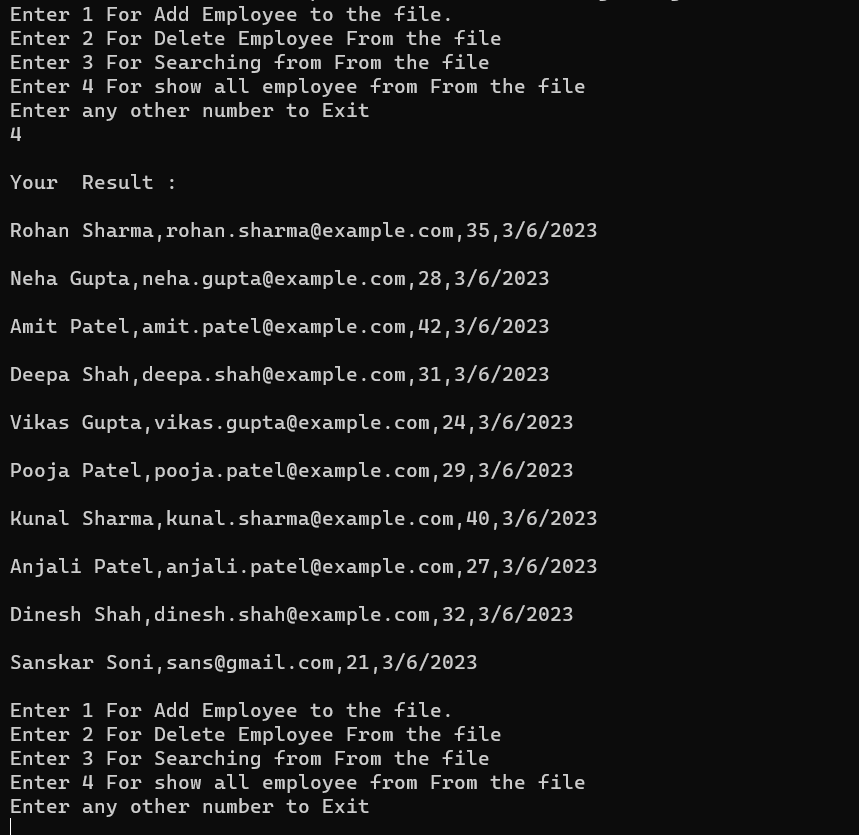 Enter 1 For Add Employee to the file.
Enter 2 For Delete Employee From the file
Enter 3 For Searching from From the file
Enter 4 For show all employee from From the file
Enter any other number to Exit
4
Your  Result :
Rohan Sharma,rohan.sharma@example.com,35,3/6/2023
Neha Gupta,neha.gupta@example.com,28,3/6/2023
Amit Patel,amit.patel@example.com,42,3/6/2023
Deepa Shah,deepa.shah@example.com,31,3/6/2023
Vikas Gupta,vikas.gupta@example.com,24,3/6/2023
Pooja Patel,pooja.patel@example.com,29,3/6/2023
Kunal Sharma,kunal.sharma@example.com,40,3/6/2023
Anjali Patel,anjali.patel@example.com,27,3/6/2023
Dinesh Shah,dinesh.shah@example.com,32,3/6/2023
Sanskar Soni,sans@gmail.com,21,3/6/2023
Enter 1 For Add Employee to the file.
Enter 2 For Delete Employee From the file
Enter 3 For Searching from From the file
Enter 4 For show all employee from From the file
Enter any other number to Exit